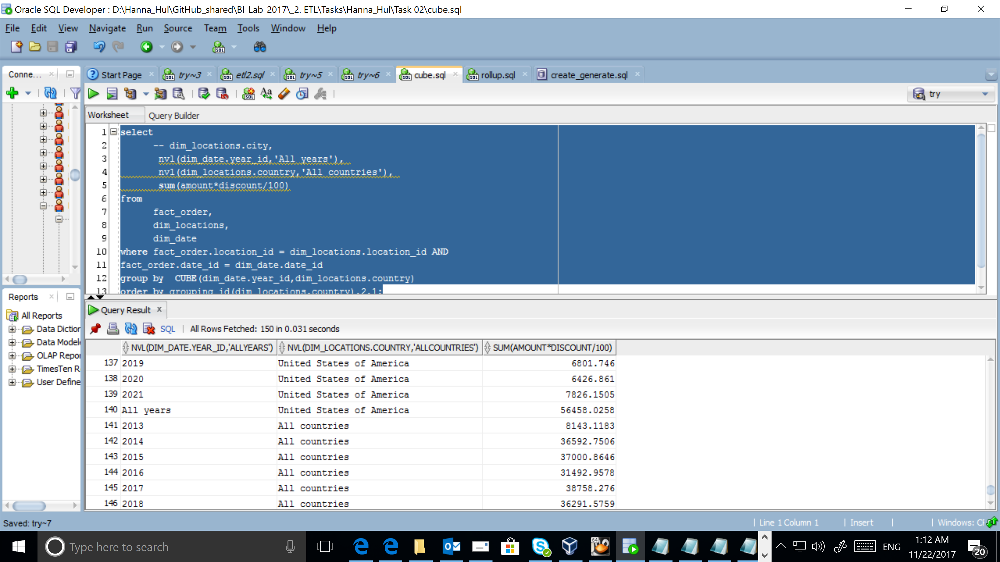 Oracle SQL Developer : D:\Hanna_Hul\GitHub_shared\BI-Lab-2017\_2. ETL\Tasks\Hanna_Hul\Task 02\cube.sql
File Edit View Navigate Run Source Team Tools Window Help
Conne...
Start Page try~3 etl2.sql try~5 try~6 cube.sql rollup.sql create_generate.sql
try
Worksheet Query Builder
1 select
2 -- dim_locations.city,
3 nvl(dim_date.year_id,'All years'),
4 nvl(dim_locations.country,'All countries'),
5 sum(amount*discount/100)
6 from
7 fact_order,
8 dim_locations,
9 dim_date
10 where fact_order.location_id = dim_locations.location_id AND
11 fact_order.date_id = dim_date.date_id
12 group by  CUBE(dim_date.year_id,dim_locations.country)
13 order by grouping_id(dim_locations.country),2,1;
Reports
All Reports
Data Diction
Data Model
OLAP Repor
TimesTen R
User Define
Query Result
SQL | All Rows Fetched: 150 in 0.031 seconds
NVL(DIM_DATE.YEAR_ID,'ALLYEARS') NVL(DIM_LOCATIONS.COUNTRY,'ALLCOUNTRIES') SUM(AMOUNT*DISCOUNT/100)
137 2019 United States of America 6801.746
138 2020 United States of America 6426.861
139 2021 United States of America 7826.1505
140 All years United States of America 56458.0258
141 2013 All countries 8143.1183
142 2014 All countries 36592.7506
143 2015 All countries 37000.8646
144 2016 All countries 31492.9578
145 2017 All countries 38758.276
146 2018 All countries 36291.5759
Saved: try~7
Line 1 Column 1 | Insert | Windows:
Type here to search
64
ENG
1:12 AM
11/22/2017
20